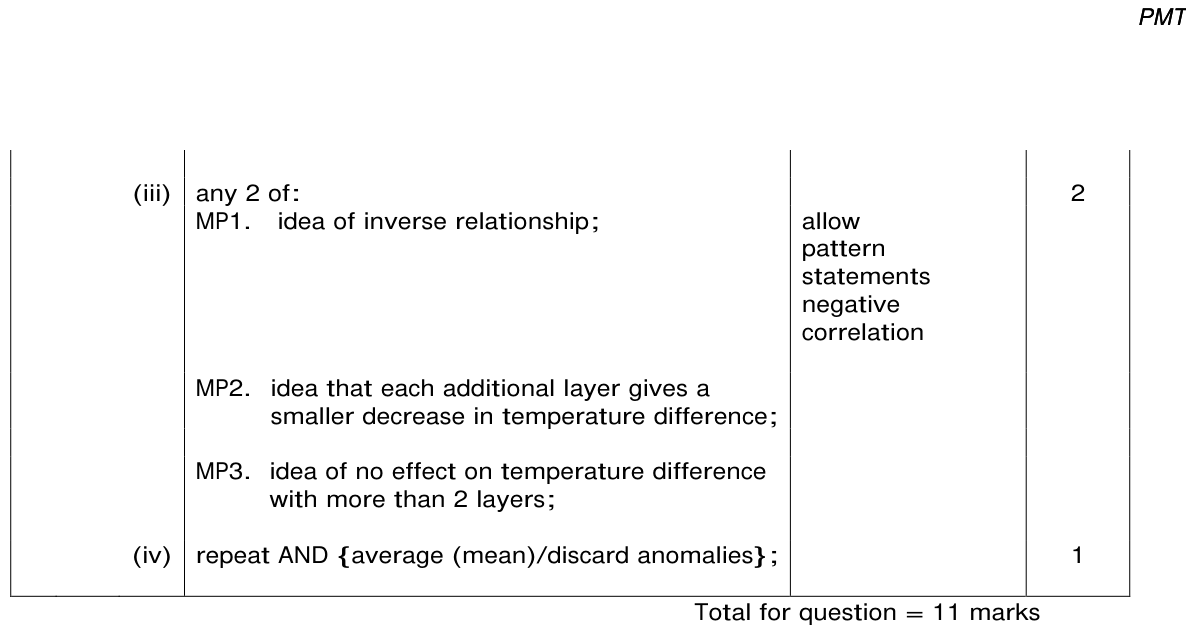 PMT
(iii) any 2 of: 2
MP1. idea of inverse relationship; allow
pattern
statements
negative
correlation
MP2. idea that each additional layer gives a
smaller decrease in temperature difference;
MP3. idea of no effect on temperature difference
with more than 2 layers;
(iv) repeat AND {average (mean)/discard anomalies}; 1
Total for question = 11 marks